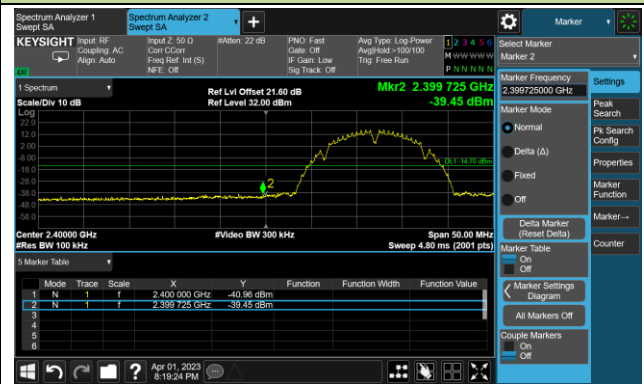 Spectrum Analyzer 1
Swept SA
Spectrum Analyzer 2
Swept SA
Marker
KEYSIGHT
Input: RF
Coupling: AC
Align: Auto
Input Z: 50 Ω
Corr CCorr
Freq Ref: Int (S)
NFE: Off
#Atten: 22 dB
PNO: Fast
Gate: Off
IF Gain: Low
Sig Track: Off
Avg Type: Log-Power
Avg|Hold:>100/100
Trig: Free Run
1 2 3 4 5 6
M W W W W W
P N N N N N
LXI
Select Marker
Marker 2
1 Spectrum
Scale/Div 10 dB
Log
Ref Lvl Offset 21.60 dB
Ref Level 32.00 dBm
Mkr2 2.399 725 GHz
-39.45 dBm
22.0
12.0
2.00
-8.00
-18.0
-28.0
-38.0
-48.0
-58.0
2
DL1 -14.70 dBm
Center 2.40000 GHz
#Res BW 100 kHz
#Video BW 300 kHz
Span 50.00 MHz
Sweep 4.80 ms (2001 pts)
5 Marker Table
Mode Trace Scale X Y Function Function Width Function Value
1 N 1 f 2.400 000 GHz -40.96 dBm
2 N 1 f 2.399 725 GHz -39.45 dBm
3
4
5
6
Marker Frequency
2.399725000 GHz
Marker Mode
Normal
Delta (Δ)
Fixed
Off
Delta Marker
(Reset Delta)
Marker Table
On
Off
Marker Settings
Diagram
All Markers Off
Couple Markers
On
Off
Settings
Peak
Search
Pk Search
Config
Properties
Marker
Function
Marker→
Counter
Apr 01, 2023
8:19:24 PM